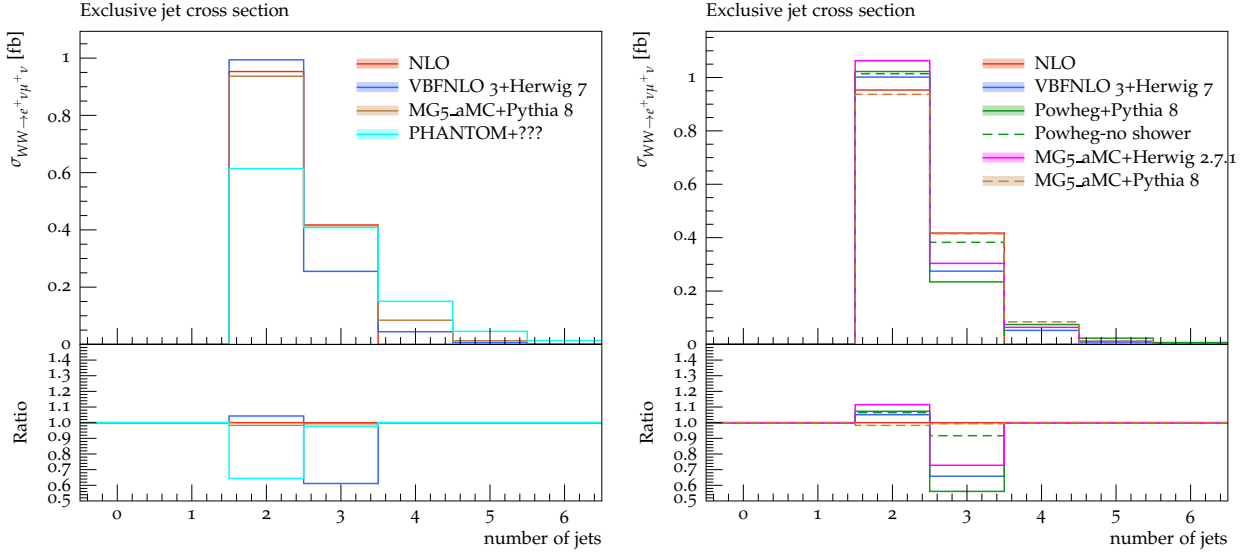 Exclusive jet cross section
σ_{WW→e⁺νμ⁺ν} [fb]
NLO
VBFNLO 3+Herwig 7
MG5_aMC+Pythia 8
PHANTOM+???
1
0.8
0.6
0.4
0.2
0
1.4
1.3
1.2
1.1
1.0
0.9
0.8
0.7
0.6
0.5
Ratio
0 1 2 3 4 5 6
number of jets
Exclusive jet cross section
σ_{WW→e⁺νμ⁺ν} [fb]
NLO
VBFNLO 3+Herwig 7
Powheg+Pythia 8
Powheg-no shower
MG5_aMC+Herwig 2.7.1
MG5_aMC+Pythia 8
1
0.8
0.6
0.4
0.2
0
1.4
1.3
1.2
1.1
1.0
0.9
0.8
0.7
0.6
0.5
Ratio
0 1 2 3 4 5 6
number of jets